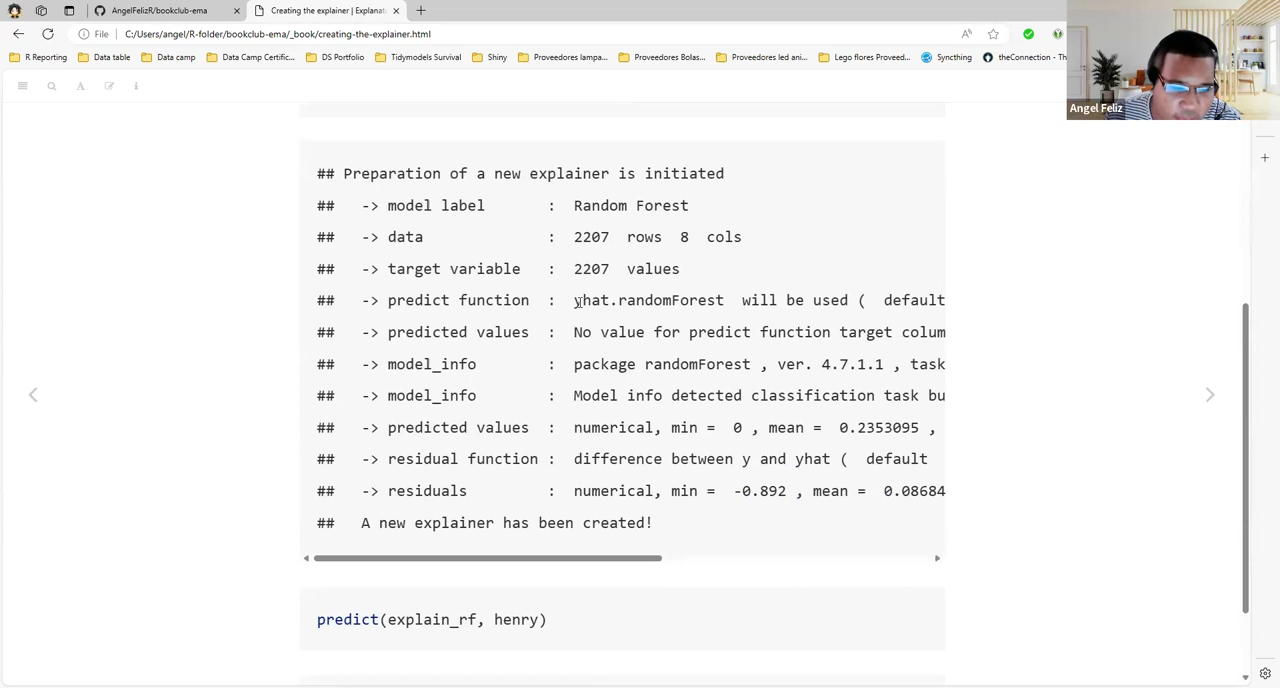 AngelFelizR/bookclub-ema
Creating the explainer | Explanat
File C:/Users/angel/R-folder/bookclub-ema/_book/creating-the-explainer.html
R Reporting Data table Data camp Data Camp Certific... DS Portfolio Tidymodels Survival Shiny Proveedores lampa... Proveedores Bolas... Proveedores led ani... Lego flores Proveed... Syncthing theConnection - Th
Angel Feliz
## Preparation of a new explainer is initiated
##   -> model label       :  Random Forest
##   -> data              :  2207  rows  8  cols
##   -> target variable   :  2207  values
##   -> predict function  :  yhat.randomForest  will be used (  default
##   -> predicted values  :  No value for predict function target colum
##   -> model_info        :  package randomForest , ver. 4.7.1.1 , task
##   -> model_info        :  Model info detected classification task bu
##   -> predicted values  :  numerical, min =  0 , mean =  0.2353095 ,
##   -> residual function :  difference between y and yhat (  default
##   -> residuals         :  numerical, min =  -0.892 , mean =  0.08684
##   A new explainer has been created!
predict(explain_rf, henry)